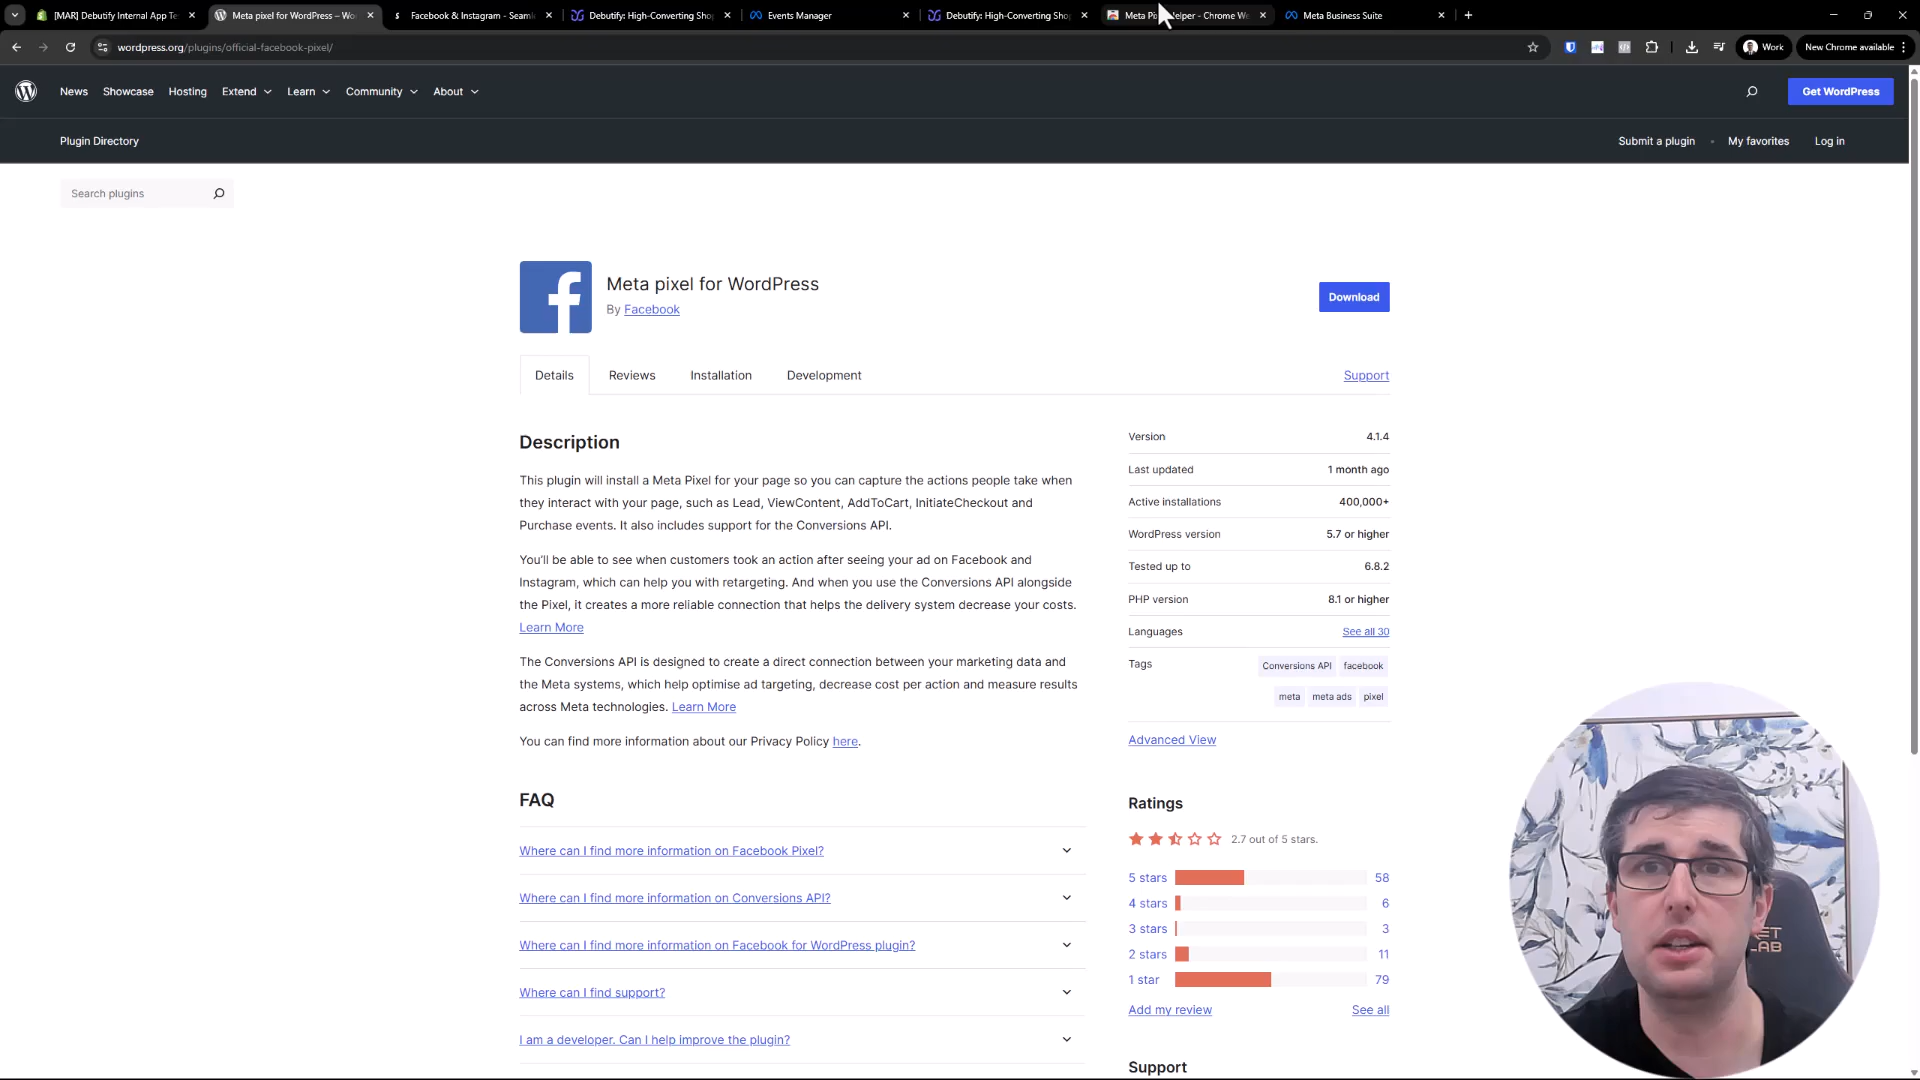 [MAR] Debutify Internal App Te
Meta pixel for WordPress – Wo
Facebook & Instagram - Seaml
Debutify: High-Converting Sho
Events Manager
Debutify: High-Converting Sho
Meta Pi elper - Chrome We
Meta Business Suite
wordpress.org/plugins/official-facebook-pixel/
Work
New Chrome available
News
Showcase
Hosting
Extend
Learn
Community
About
Get WordPress
Plugin Directory
Submit a plugin
My favorites
Log in
Search plugins
Meta pixel for WordPress
By Facebook
Download
Details
Reviews
Installation
Development
Support
Description
This plugin will install a Meta Pixel for your page so you can capture the actions people take when
they interact with your page, such as Lead, ViewContent, AddToCart, InitiateCheckout and
Purchase events. It also includes support for the Conversions API.
You'll be able to see when customers took an action after seeing your ad on Facebook and
Instagram, which can help you with retargeting. And when you use the Conversions API alongside
the Pixel, it creates a more reliable connection that helps the delivery system decrease your costs.
Learn More
The Conversions API is designed to create a direct connection between your marketing data and
the Meta systems, which help optimise ad targeting, decrease cost per action and measure results
across Meta technologies. Learn More
You can find more information about our Privacy Policy here.
FAQ
Where can I find more information on Facebook Pixel?
Where can I find more information on Conversions API?
Where can I find more information on Facebook for WordPress plugin?
Where can I find support?
I am a developer. Can I help improve the plugin?
Version 4.1.4
Last updated 1 month ago
Active installations 400,000+
WordPress version 5.7 or higher
Tested up to 6.8.2
PHP version 8.1 or higher
Languages See all 30
Tags Conversions API facebook
meta meta ads pixel
Advanced View
Ratings
2.7 out of 5 stars.
5 stars 58
4 stars 6
3 stars 3
2 stars 11
1 star 79
Add my review See all
Support